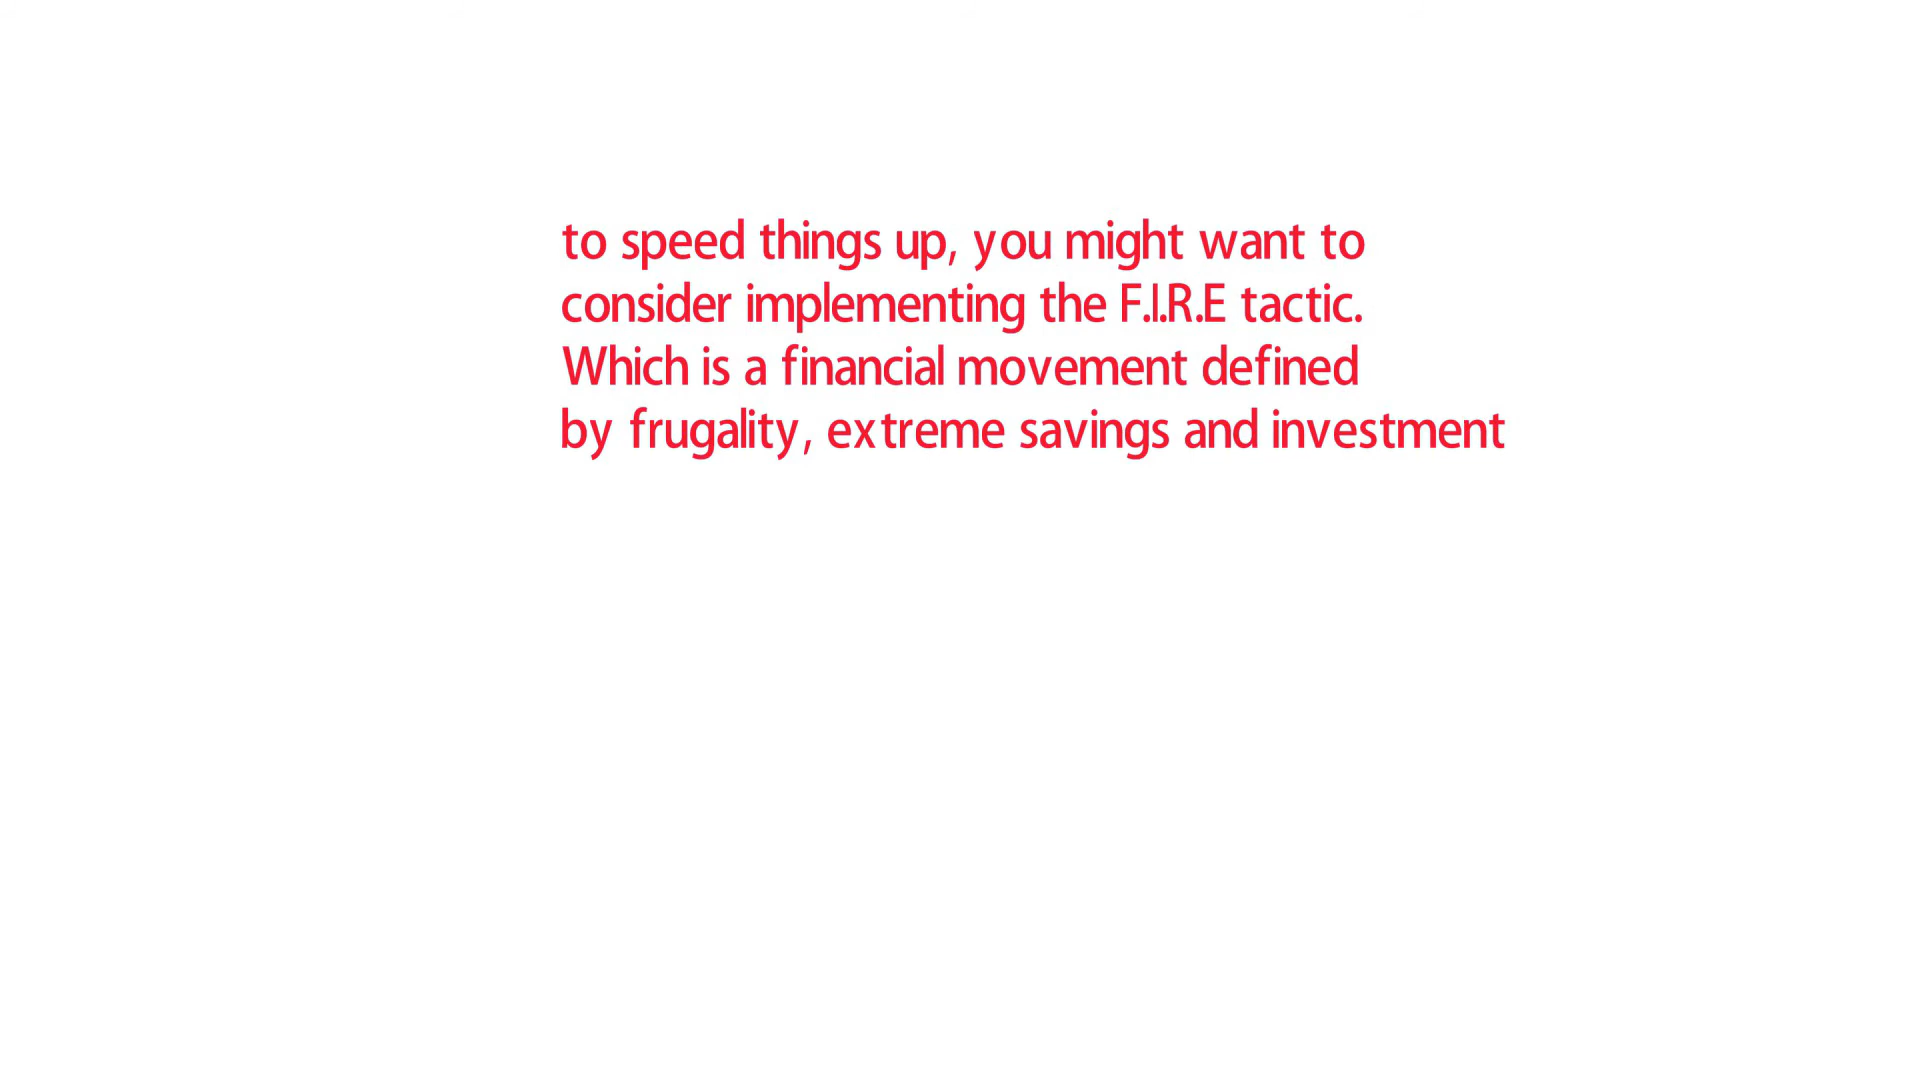 to speed things up, you might want to
consider implementing the F.I.R.E tactic.
Which is a financial movement defined
by frugality, extreme savings and investment